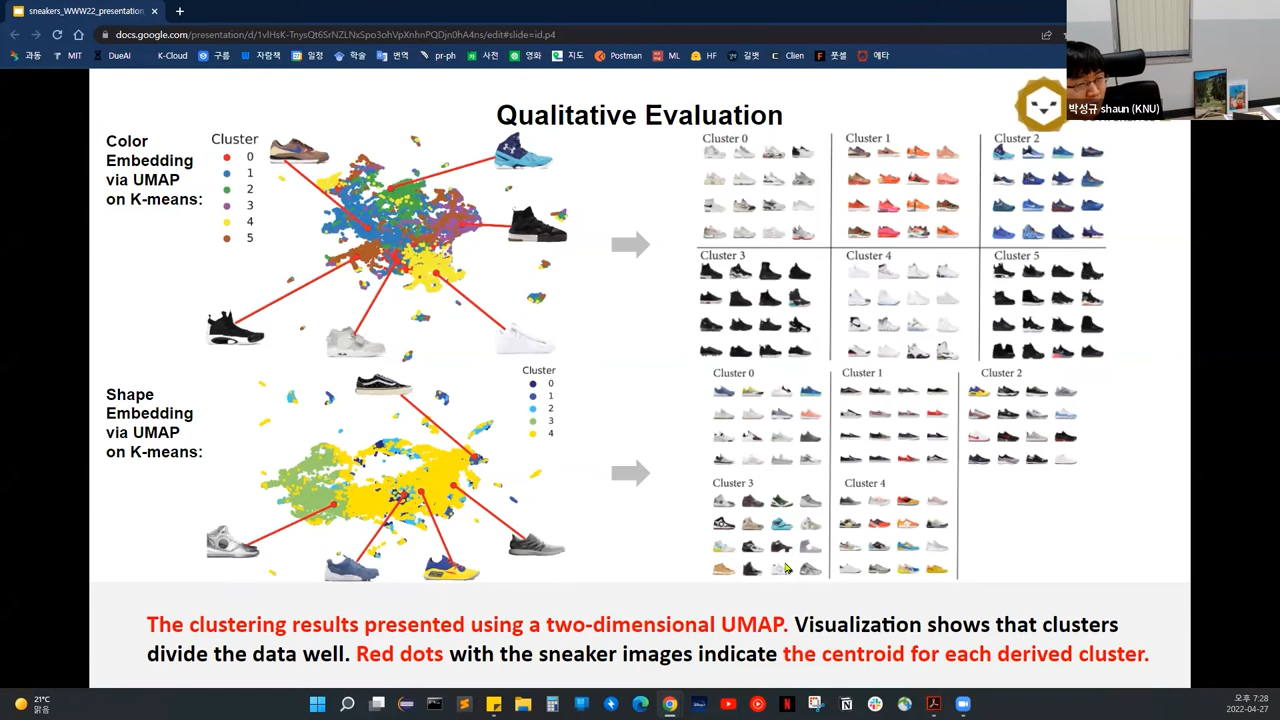 sneakers_WWW22_presentation
docs.google.com/presentation/d/1vlHsK-TnysQt6SrNZLNxSpo3ohVpXnhnPQDjn0hA4ns/edit#slide=id.p4
과동 MIT DueAI K-Cloud 구름 자람책 일정 번역 pr-ph 사전 영화 지도 Postman ML HF 길벗 Clien 풋셀 에타
박성규 shaun (KNU)
Qualitative Evaluation
Color
Embedding
via UMAP
on K-means:
Cluster
0
1
2
3
4
5
Cluster 0 Cluster 1 Cluster 2
Cluster 3 Cluster 4 Cluster 5
Shape
Embedding
via UMAP
on K-means:
Cluster
0
1
2
3
4
Cluster 0 Cluster 1 Cluster 2
Cluster 3 Cluster 4
The clustering results presented using a two-dimensional UMAP. Visualization shows that clusters
divide the data well. Red dots with the sneaker images indicate the centroid for each derived cluster.
21°C
맑음
오후 7:28
2022-04-27